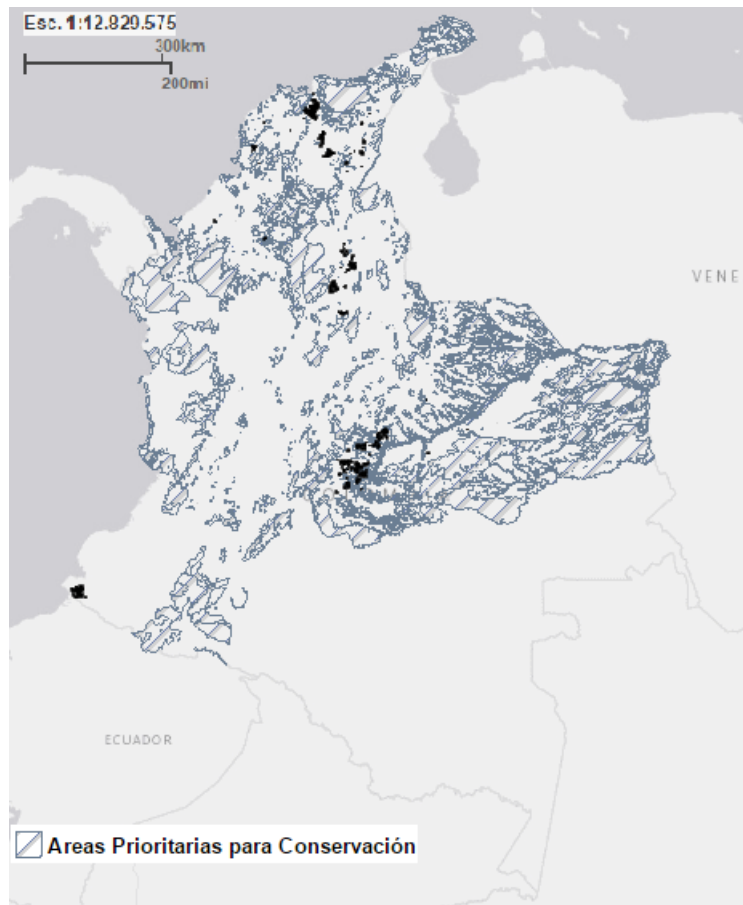 Esc. 1:12.829.575
300km
200mi
VENE
ECUADOR
Areas Prioritarias para Conservación